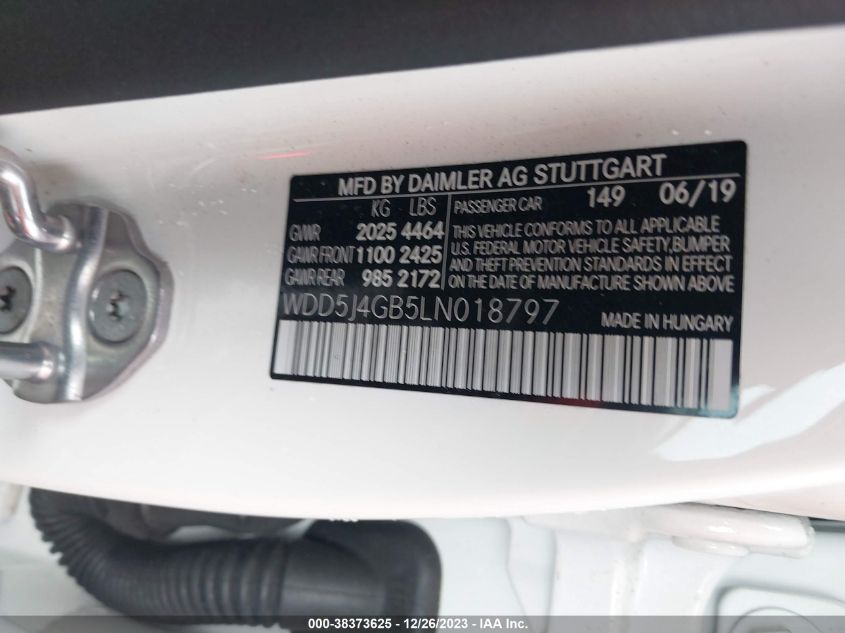 MFD BY DAIMLER AG STUTTGART
KG LBS PASSENGER CAR 149 06/19
GVWR 2025 4464 THIS VEHICLE CONFORMS TO ALL APPLICABLE
GAWR FRONT 1100 2425 U.S. FEDERAL MOTOR VEHICLE SAFETY, BUMPER
GAWR REAR 985 2172 AND THEFT PREVENTION STANDARDS IN EFFECT
ON THE DATE OF MANUFACTURE SHOWN ABOVE
WDD5J4GB5LN018797 MADE IN HUNGARY
000-38373625 - 12/26/2023 - IAA Inc.